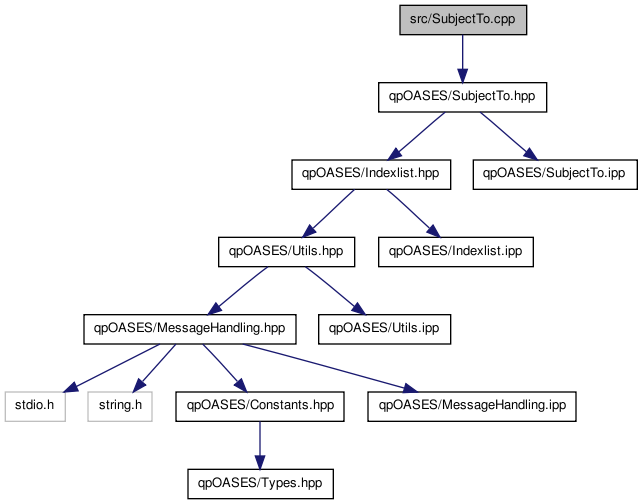 src/SubjectTo.cpp
qpOASES/SubjectTo.hpp
qpOASES/Indexlist.hpp
qpOASES/SubjectTo.ipp
qpOASES/Utils.hpp
qpOASES/Indexlist.ipp
qpOASES/MessageHandling.hpp
qpOASES/Utils.ipp
stdio.h
string.h
qpOASES/Constants.hpp
qpOASES/MessageHandling.ipp
qpOASES/Types.hpp